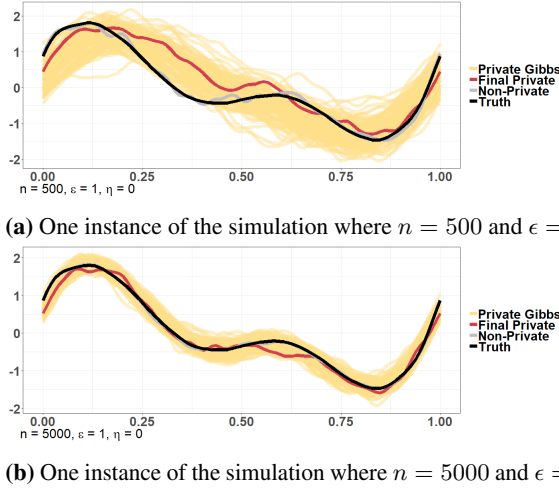 2
1
0
-1
-2
0.00 0.25 0.50 0.75 1.00
n = 500, ε = 1, η = 0
Private Gibbs
Final Private
Non-Private
Truth
(a) One instance of the simulation where n = 500 and ϵ =
2
1
0
-1
-2
0.00 0.25 0.50 0.75 1.00
n = 5000, ε = 1, η = 0
Private Gibbs
Final Private
Non-Private
Truth
(b) One instance of the simulation where n = 5000 and ϵ =